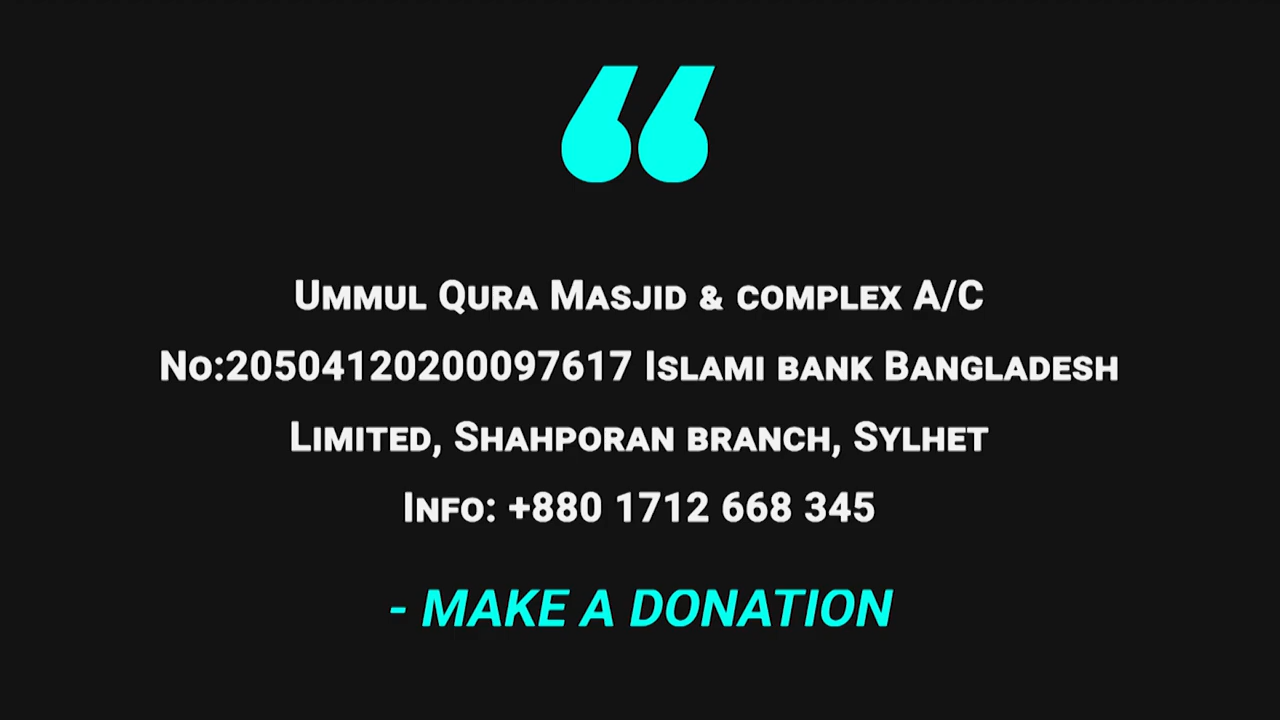 “
Ummul Qura Masjid & complex A/C
No:20504120200097617 Islami bank Bangladesh
Limited, Shahporan branch, Sylhet
Info: +880 1712 668 345
- MAKE A DONATION